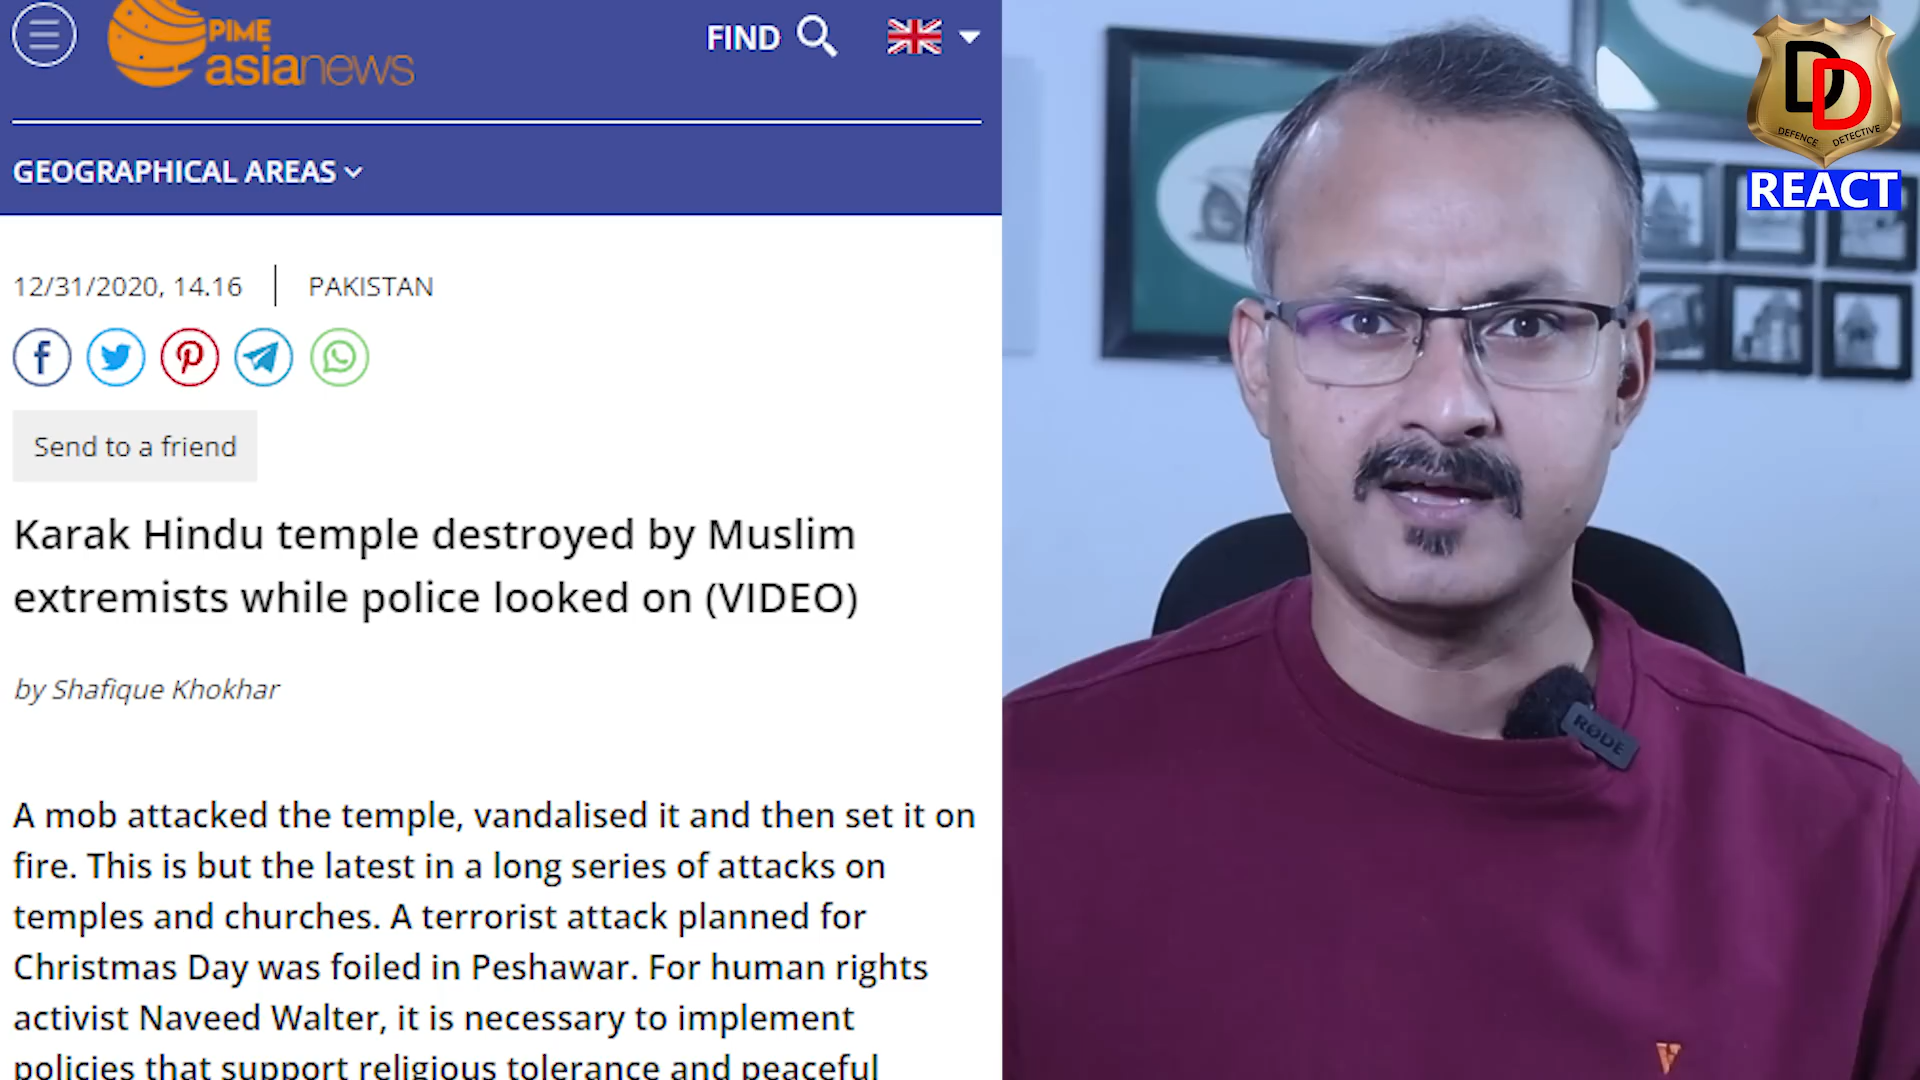 PIME
asianews
FIND
GEOGRAPHICAL AREAS
12/31/2020, 14.16
PAKISTAN
Send to a friend
Karak Hindu temple destroyed by Muslim
extremists while police looked on (VIDEO)
by Shafique Khokhar
A mob attacked the temple, vandalised it and then set it on
fire. This is but the latest in a long series of attacks on
temples and churches. A terrorist attack planned for
Christmas Day was foiled in Peshawar. For human rights
activist Naveed Walter, it is necessary to implement
policies that support religious tolerance and peaceful
DD
DEFENCE DETECTIVE
REACT
RØDE